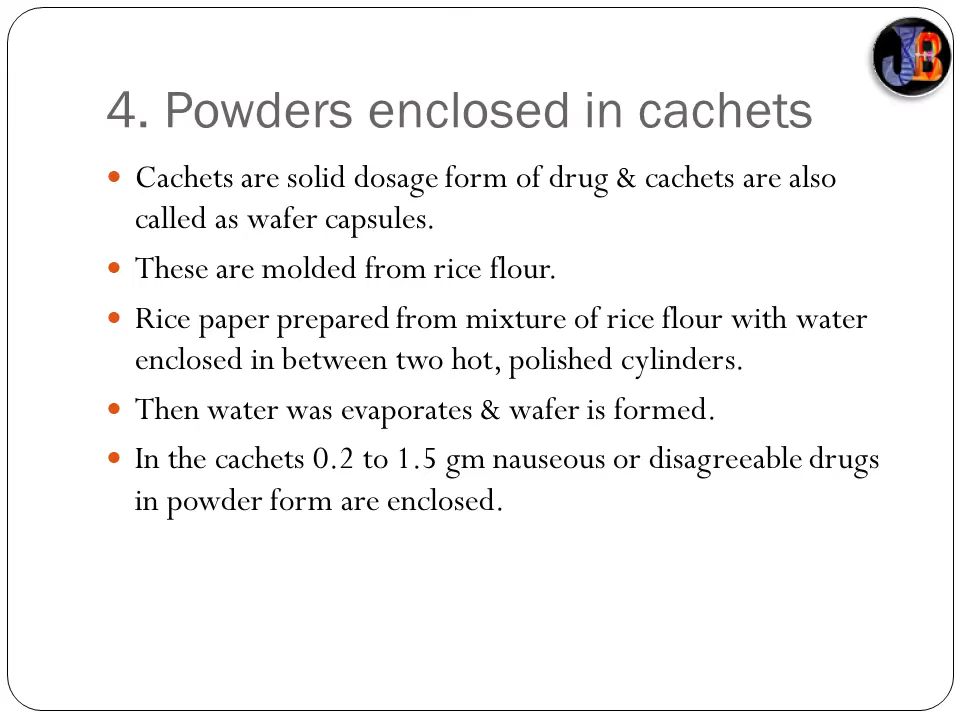 4. Powders enclosed in cachets
• Cachets are solid dosage form of drug & cachets are also
called as wafer capsules.
• These are molded from rice flour.
• Rice paper prepared from mixture of rice flour with water
enclosed in between two hot, polished cylinders.
• Then water was evaporates & wafer is formed.
• In the cachets 0.2 to 1.5 gm nauseous or disagreeable drugs
in powder form are enclosed.
JB